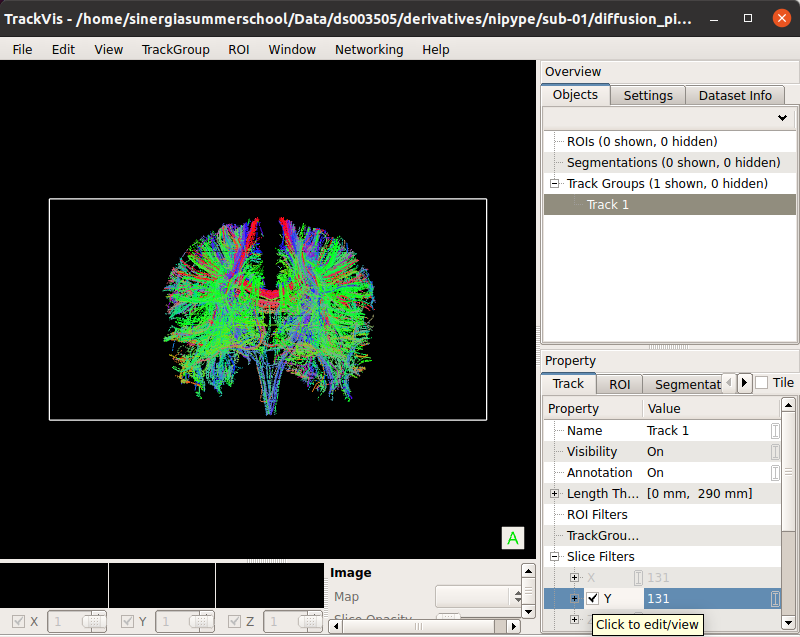 TrackVis - /home/sinergiasummerschool/Data/ds003505/derivatives/nipype/sub-01/diffusion_pi...
File Edit View TrackGroup ROI Window Networking Help
Overview
Objects Settings Dataset Info
ROIs (0 shown, 0 hidden)
Segmentations (0 shown, 0 hidden)
Track Groups (1 shown, 0 hidden)
Track 1
A
Property
Track ROI Segmentat Tile
Property Value
Name Track 1
Visibility On
Annotation On
Length Th... [0 mm, 290 mm]
ROI Filters
TrackGrou...
Slice Filters
X 131
Y 131
Click to edit/view
Image
Map
Slice Opacity
X 1 Y 1 Z 1